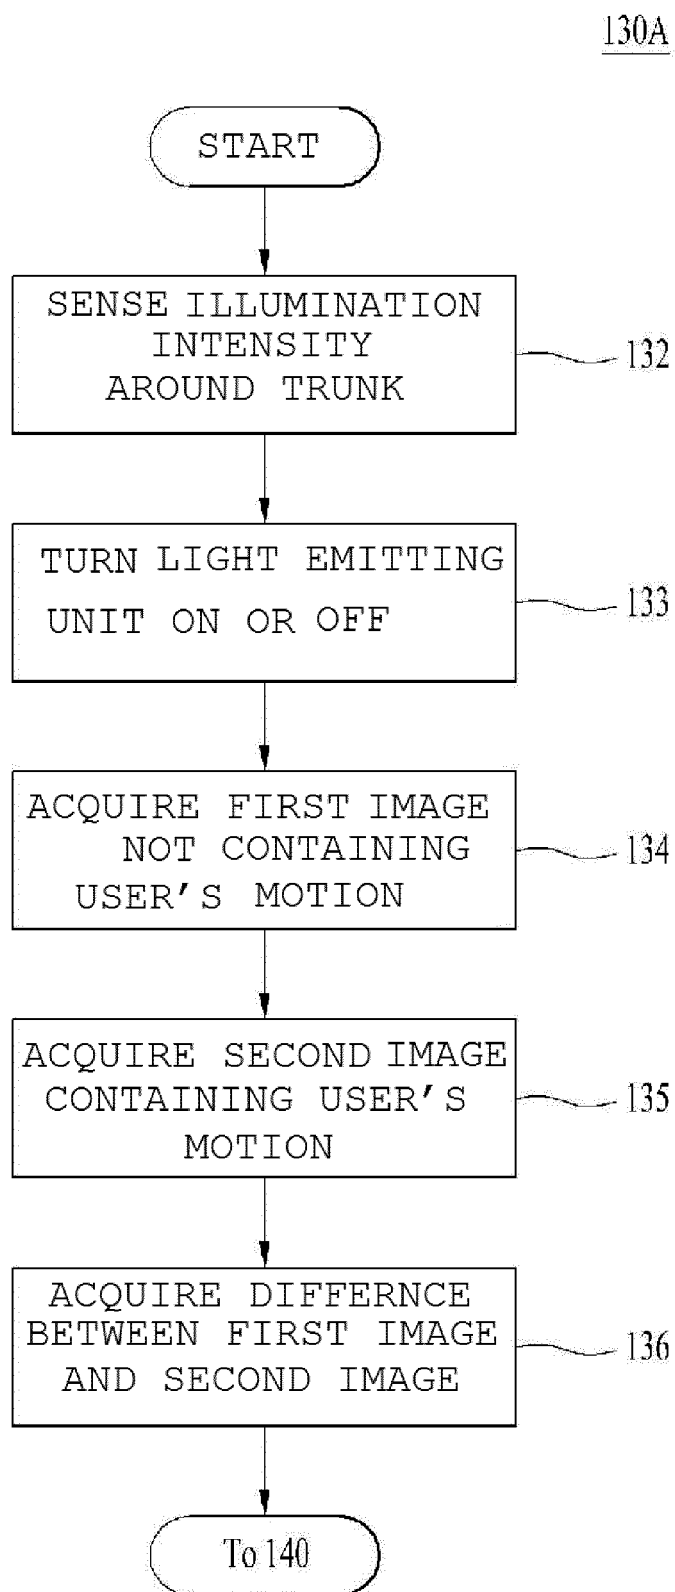 130A
START
SENSE ILLUMINATION
INTENSITY
AROUND TRUNK
132
TURN LIGHT EMITTING
UNIT ON OR OFF
133
ACQUIRE FIRST IMAGE
NOT CONTAINING
USER'S MOTION
134
ACQUIRE SECOND IMAGE
CONTAINING USER'S
MOTION
135
ACQUIRE DIFFERNCE
BETWEEN FIRST IMAGE
AND SECOND IMAGE
136
To 140